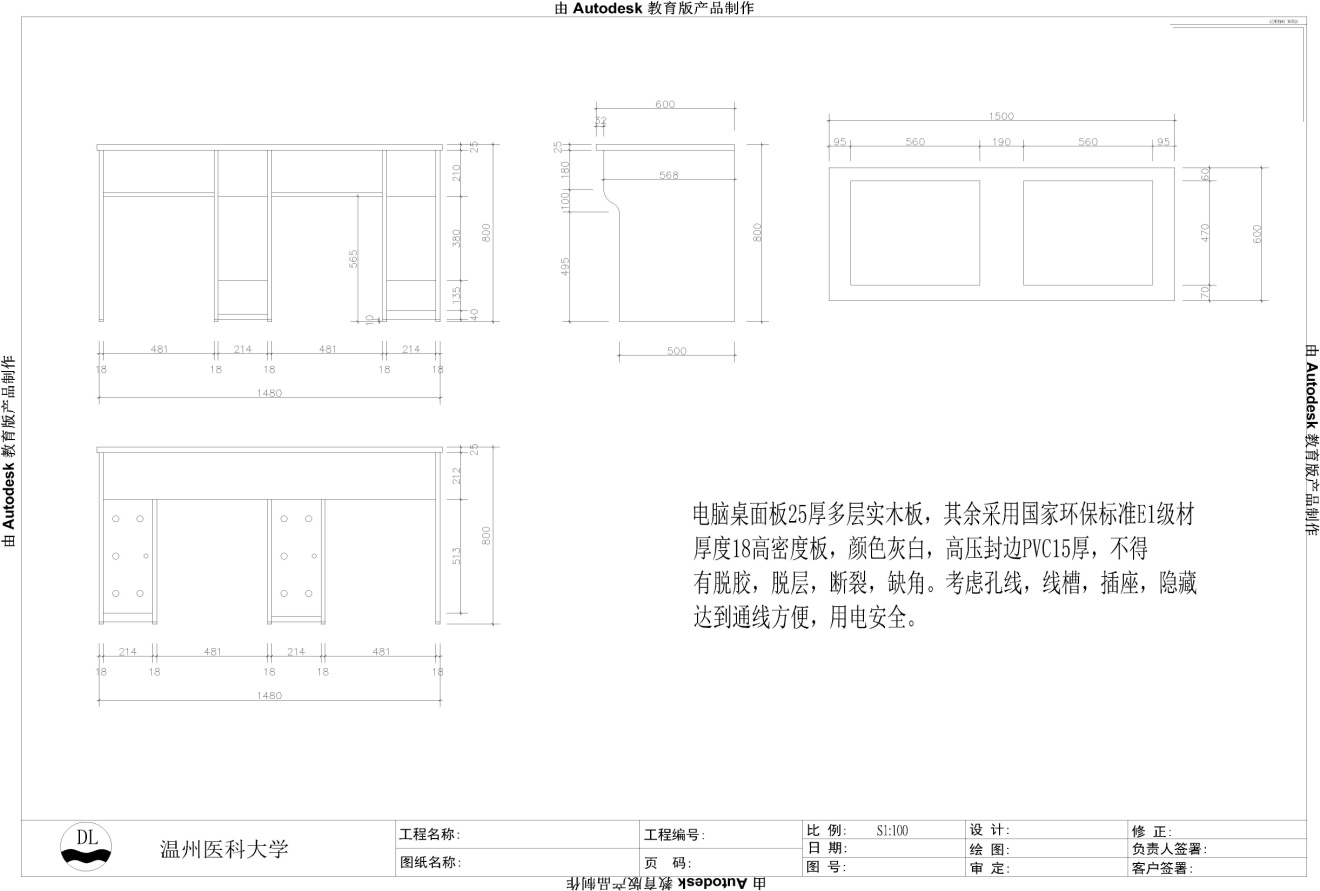 由 Autodesk 教育版产品制作
600
32
25
180
568
100
800
495
500
1500
95
560
190
560
95
60
470
600
70
25
210
380
800
565
135
10
40
481
214
481
214
18
18
18
18
18
1480
25
212
800
513
214
481
214
481
18
18
18
18
18
1480
由 Autodesk 教育版产品制作
由 Autodesk 教育版产品制作
电脑桌面板25厚多层实木板，其余采用国家环保标准E1级材
厚度18高密度板，颜色灰白，高压封边PVC15厚，不得
有脱胶，脱层，断裂，缺角。考虑孔线，线槽，插座，隐藏
达到通线方便，用电安全。
DL
温州医科大学
工程名称：
图纸名称：
工程编号：
页 码：
比 例： S1:100
日 期：
图 号：
设 计：
绘 图：
审 定：
修 正：
负责人签署：
客户签署：
由 Autodesk 教育版产品制作